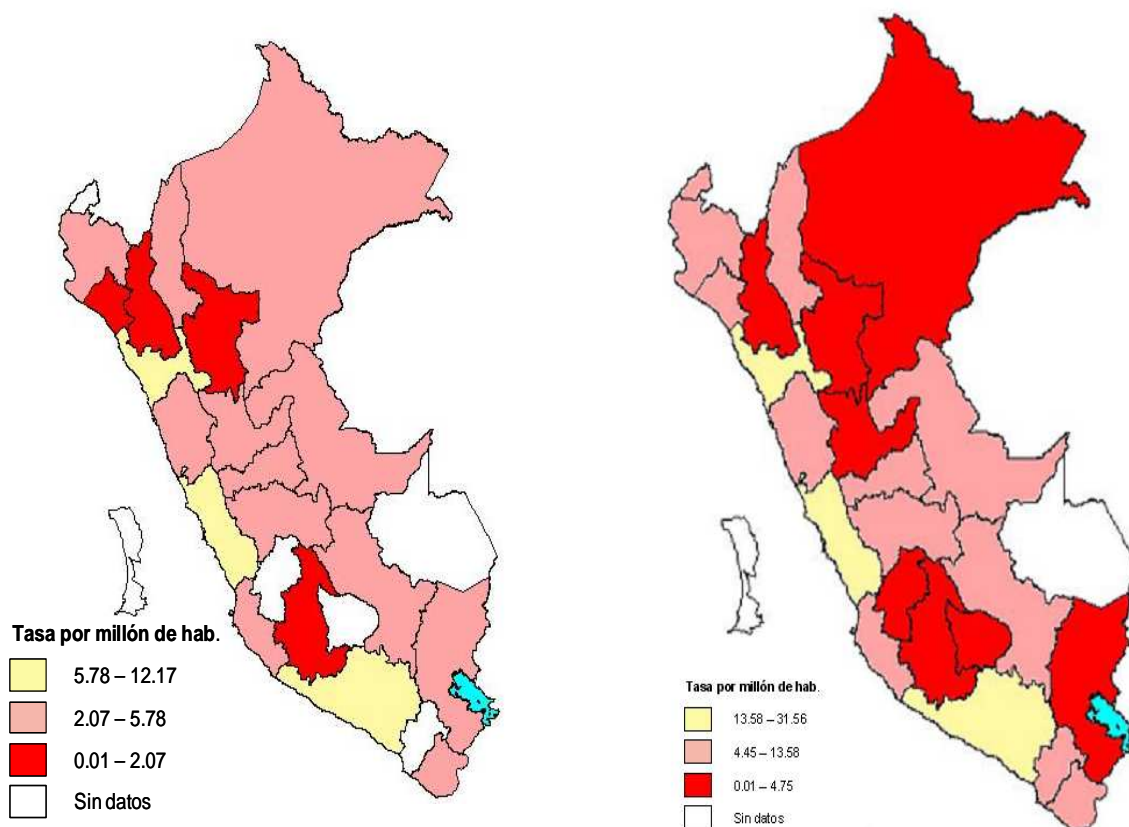 Tasa por millón de hab.
5.78 – 12.17
2.07 – 5.78
0.01 – 2.07
Sin datos
Tasa por millón de hab.
13.58 – 31.56
4.45 – 13.58
0.01 – 4.75
Sin datos